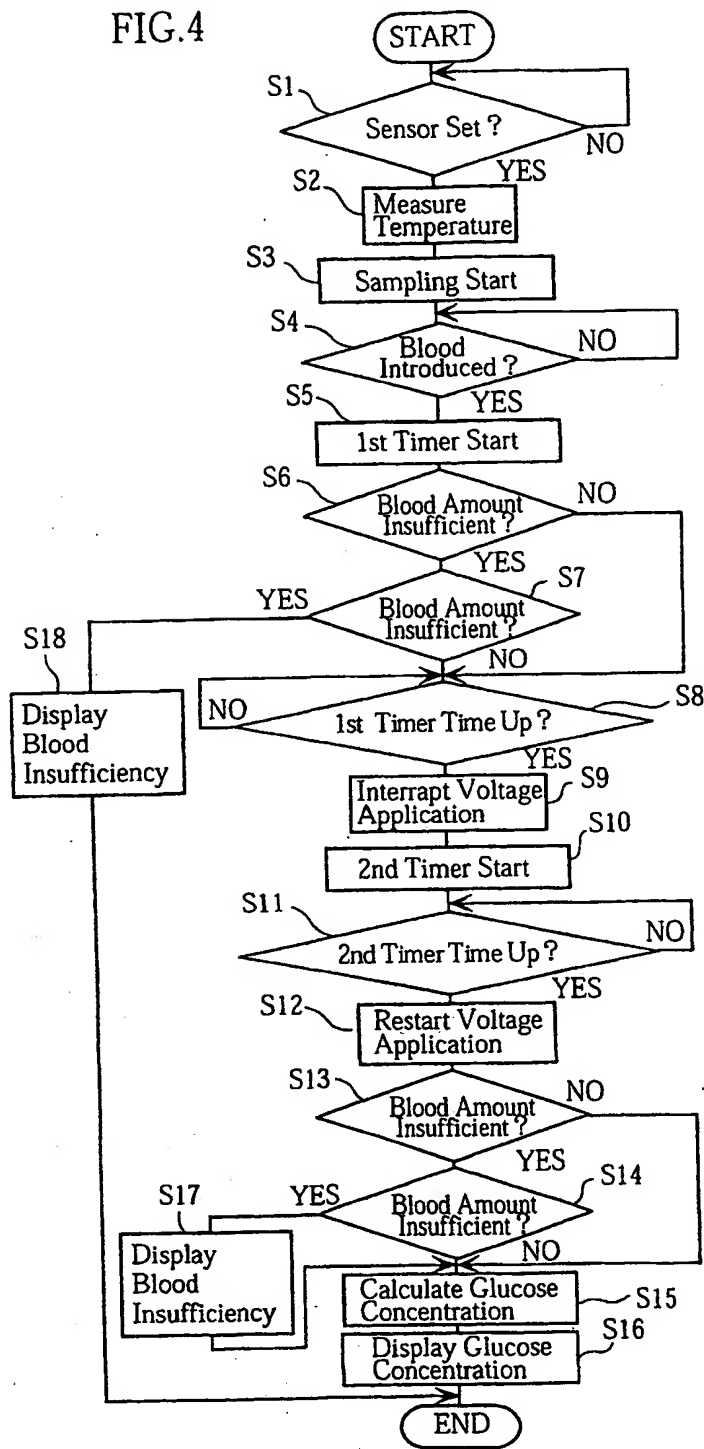 FIG.4
START
S1
Sensor Set ?
NO
YES
S2
Measure
Temperature
S3
Sampling Start
S4
Blood
Introduced ?
NO
YES
S5
1st Timer Start
S6
Blood Amount
Insufficient ?
NO
YES
S7
YES
Blood Amount
Insufficient ?
NO
S18
Display
Blood
Insufficiency
S8
NO
1st Timer Time Up ?
YES
S9
Interrapt Voltage
Application
S10
2nd Timer Start
S11
2nd Timer Time Up ?
NO
YES
S12
Restart Voltage
Application
S13
Blood Amount
Insufficient ?
NO
YES
S14
YES
Blood Amount
Insufficient ?
NO
S17
Display
Blood
Insufficiency
Calculate Glucose
Concentration
S15
Display Glucose
Concentration
S16
END